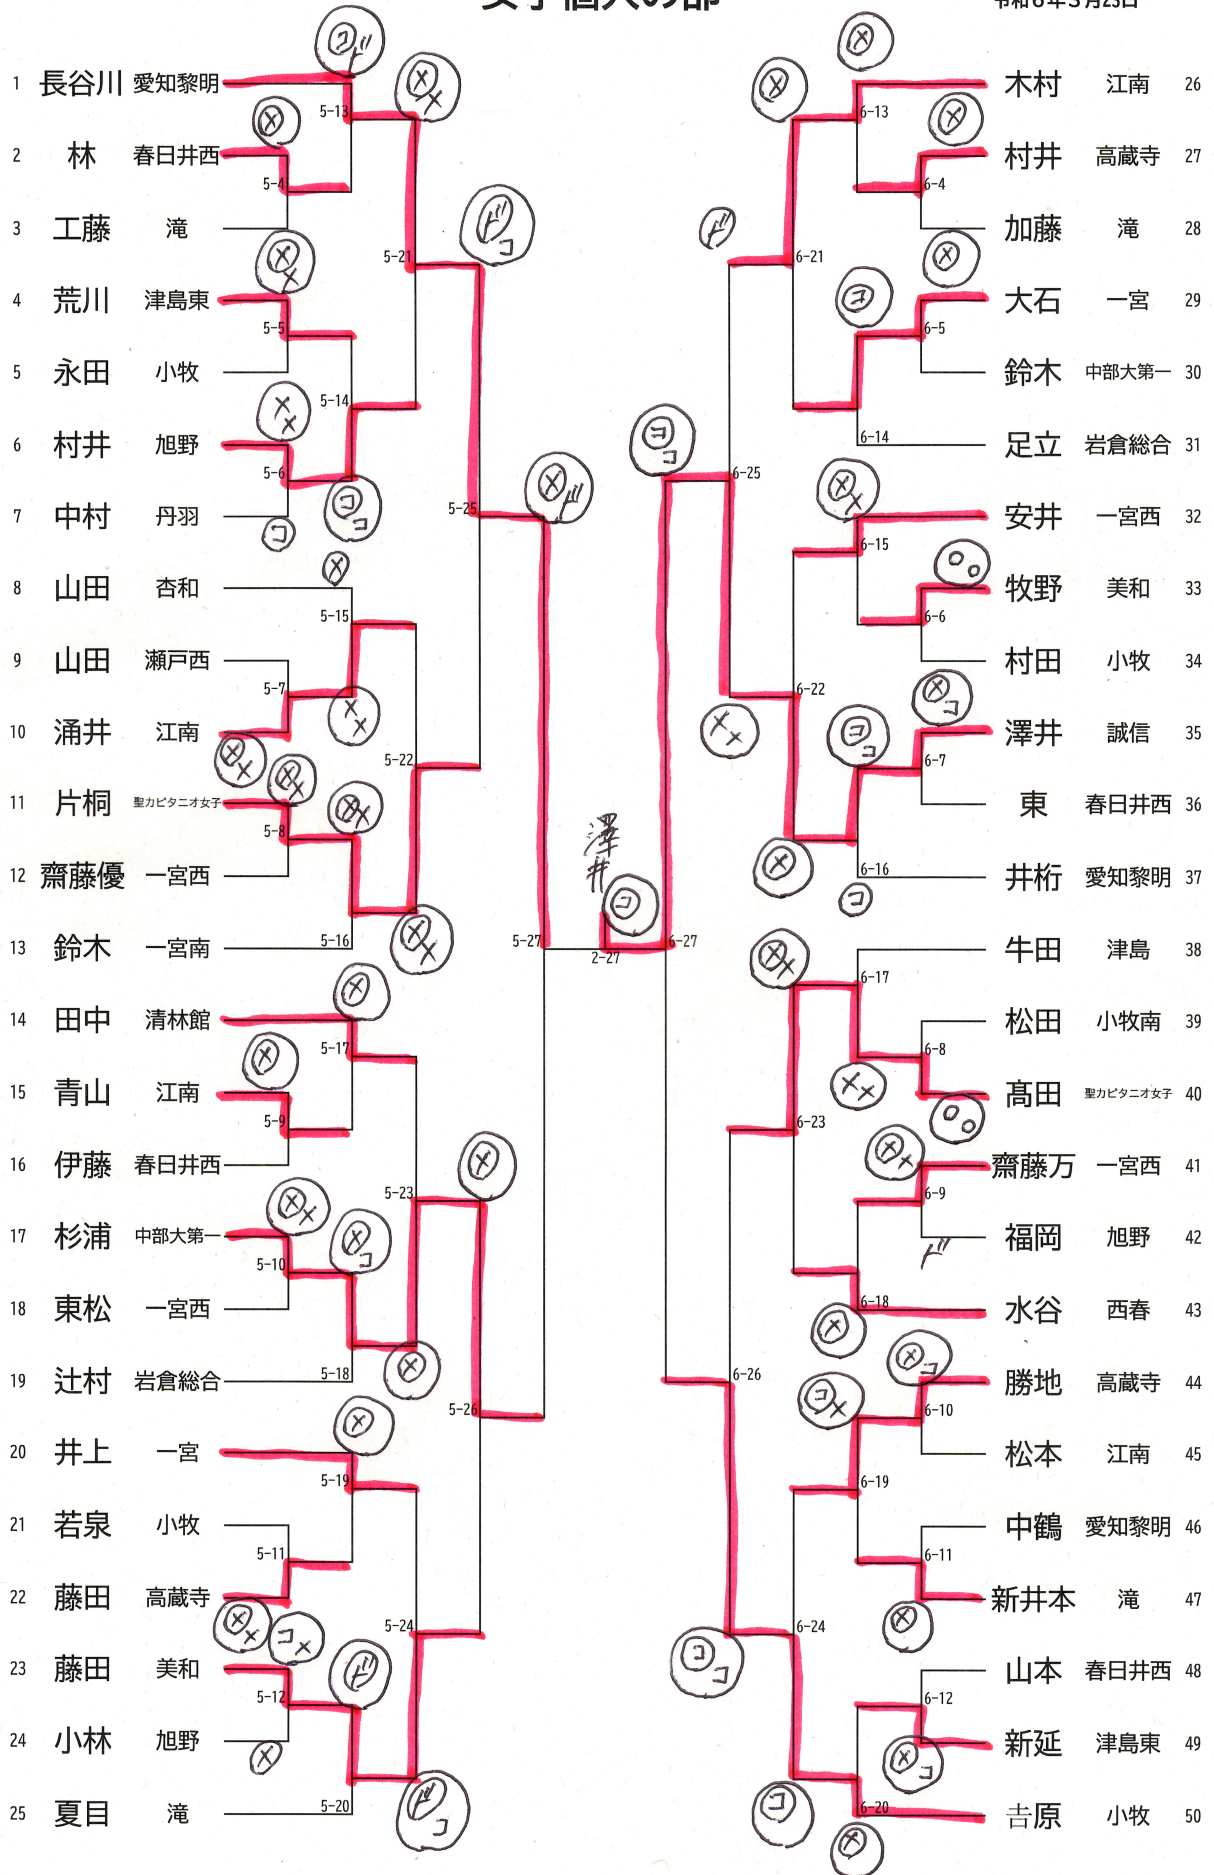 女子個人の部
令和6年3月23日
1 長谷川 愛知黎明
2 林 春日井西
3 工藤 滝
4 荒川 津島東
5 永田 小牧
6 村井 旭野
7 中村 丹羽
8 山田 杏和
9 山田 瀬戸西
10 涌井 江南
11 片桐 聖カピタニオ女子
12 齋藤優 一宮西
13 鈴木 一宮南
14 田中 清林館
15 青山 江南
16 伊藤 春日井西
17 杉浦 中部大第一
18 東松 一宮西
19 辻村 岩倉総合
20 井上 一宮
21 若泉 小牧
22 藤田 高蔵寺
23 藤田 美和
24 小林 旭野
25 夏目 滝
5-13
5-4
5-21
5-5
5-14
5-6
5-25
5-15
5-7
5-22
5-8
5-16
5-27
5-17
5-9
5-23
5-10
5-18
5-26
5-19
5-11
5-24
5-12
5-20
澤井
2-27
6-13
6-4
6-21
6-5
6-14
6-25
6-15
6-6
6-22
6-7
6-16
6-27
6-17
6-8
6-23
6-9
6-18
6-26
6-10
6-19
6-11
6-24
6-12
6-20
木村 江南 26
村井 高蔵寺 27
加藤 滝 28
大石 一宮 29
鈴木 中部大第一 30
足立 岩倉総合 31
安井 一宮西 32
牧野 美和 33
村田 小牧 34
澤井 誠信 35
東 春日井西 36
井桁 愛知黎明 37
牛田 津島 38
松田 小牧南 39
髙田 聖カピタニオ女子 40
齋藤万 一宮西 41
福岡 旭野 42
水谷 西春 43
勝地 高蔵寺 44
松本 江南 45
中鶴 愛知黎明 46
新井本 滝 47
山本 春日井西 48
新延 津島東 49
𠮷原 小牧 50